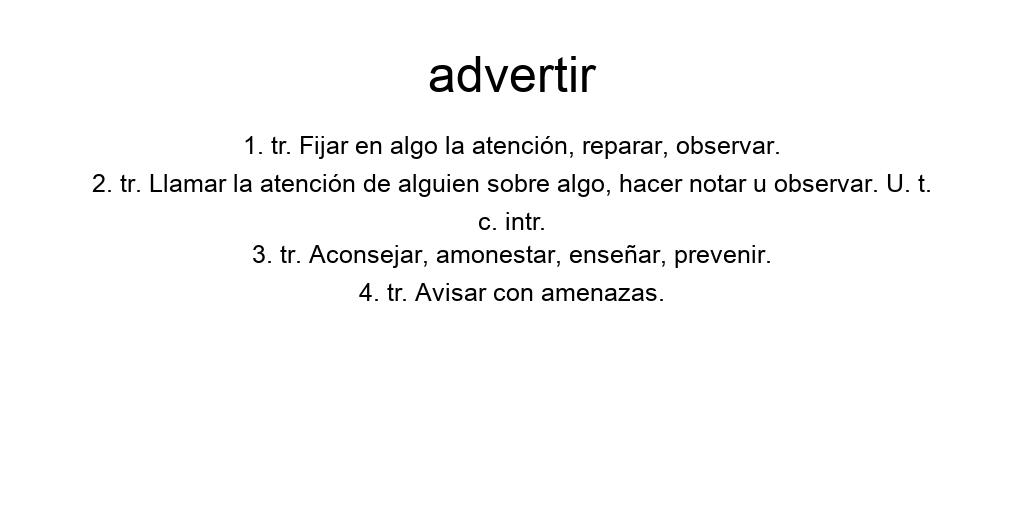 advertir
1. tr. Fijar en algo la atención, reparar, observar.
2. tr. Llamar la atención de alguien sobre algo, hacer notar u observar. U. t.
c. intr.
3. tr. Aconsejar, amonestar, enseñar, prevenir.
4. tr. Avisar con amenazas.